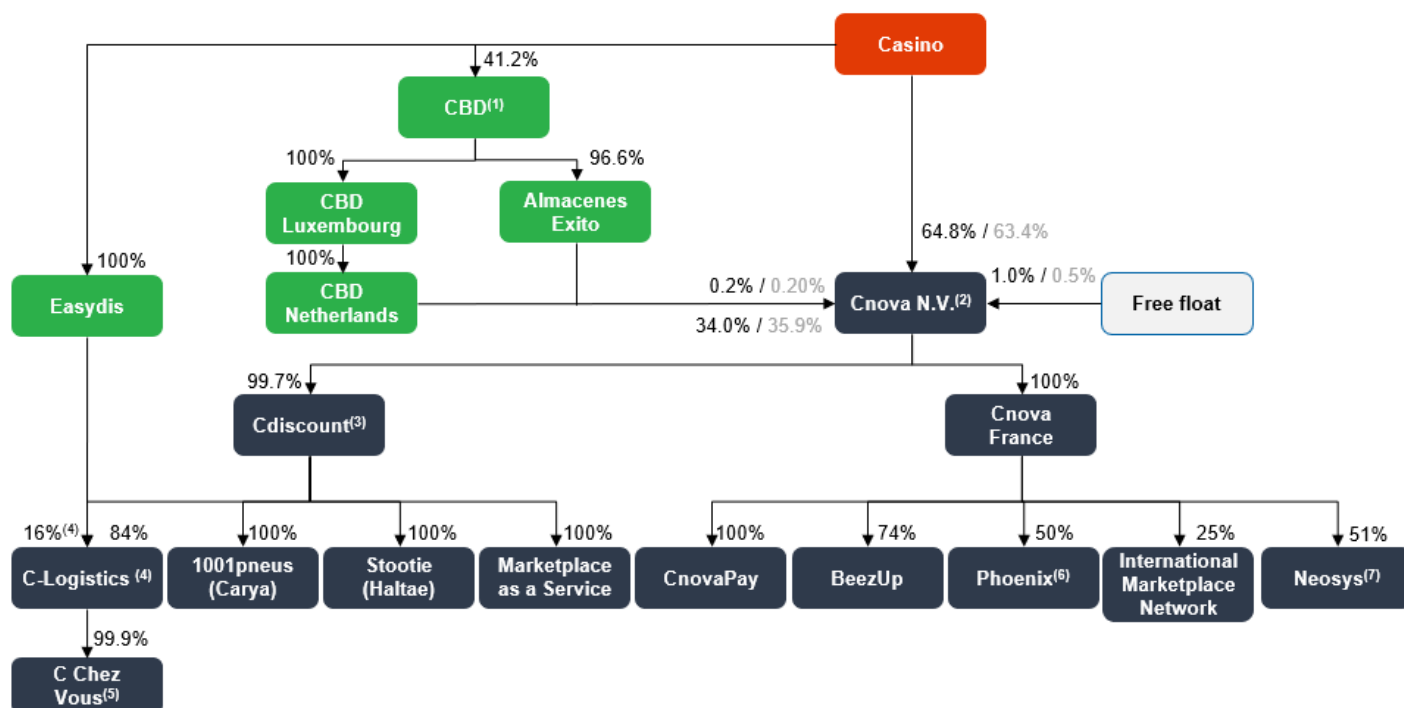 Casino
41.2%
CBD(1)
100%
96.6%
CBD
Luxembourg
Almacenes
Exito
64.8% / 63.4%
100%
100%
Easydis
CBD
Netherlands
0.2% / 0.20%
34.0% / 35.9%
Cnova N.V.(2)
1.0% / 0.5%
Free float
99.7%
100%
Cdiscount(3)
Cnova
France
16%(4)
84%
100%
100%
100%
100%
74%
50%
25%
51%
C-Logistics (4)
1001pneus
(Carya)
Stootie
(Haltae)
Marketplace
as a Service
CnovaPay
BeezUp
Phoenix(6)
International
Marketplace
Network
Neosys(7)
99.9%
C Chez
Vous(5)